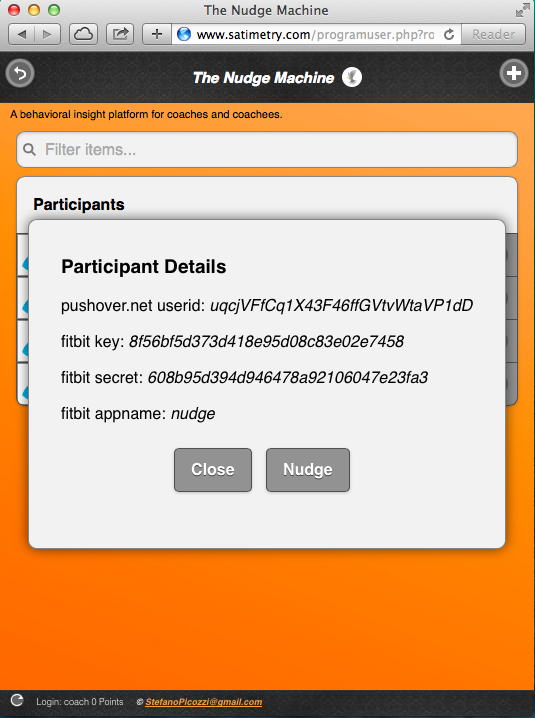 The Nudge Machine
www.satimetry.com/programuser.php?ro
Reader
The Nudge Machine
A behavioral insight platform for coaches and coachees.
Filter items...
Participants
Participant Details
pushover.net userid: uqcjVFfCq1X43F46ffGVtvWtaVP1dD
fitbit key: 8f56bf5d373d418e95d08c83e02e7458
fitbit secret: 608b95d394d946478a92106047e23fa3
fitbit appname: nudge
Close Nudge
Login: coach 0 Points © StefanoPicozzi@gmail.com